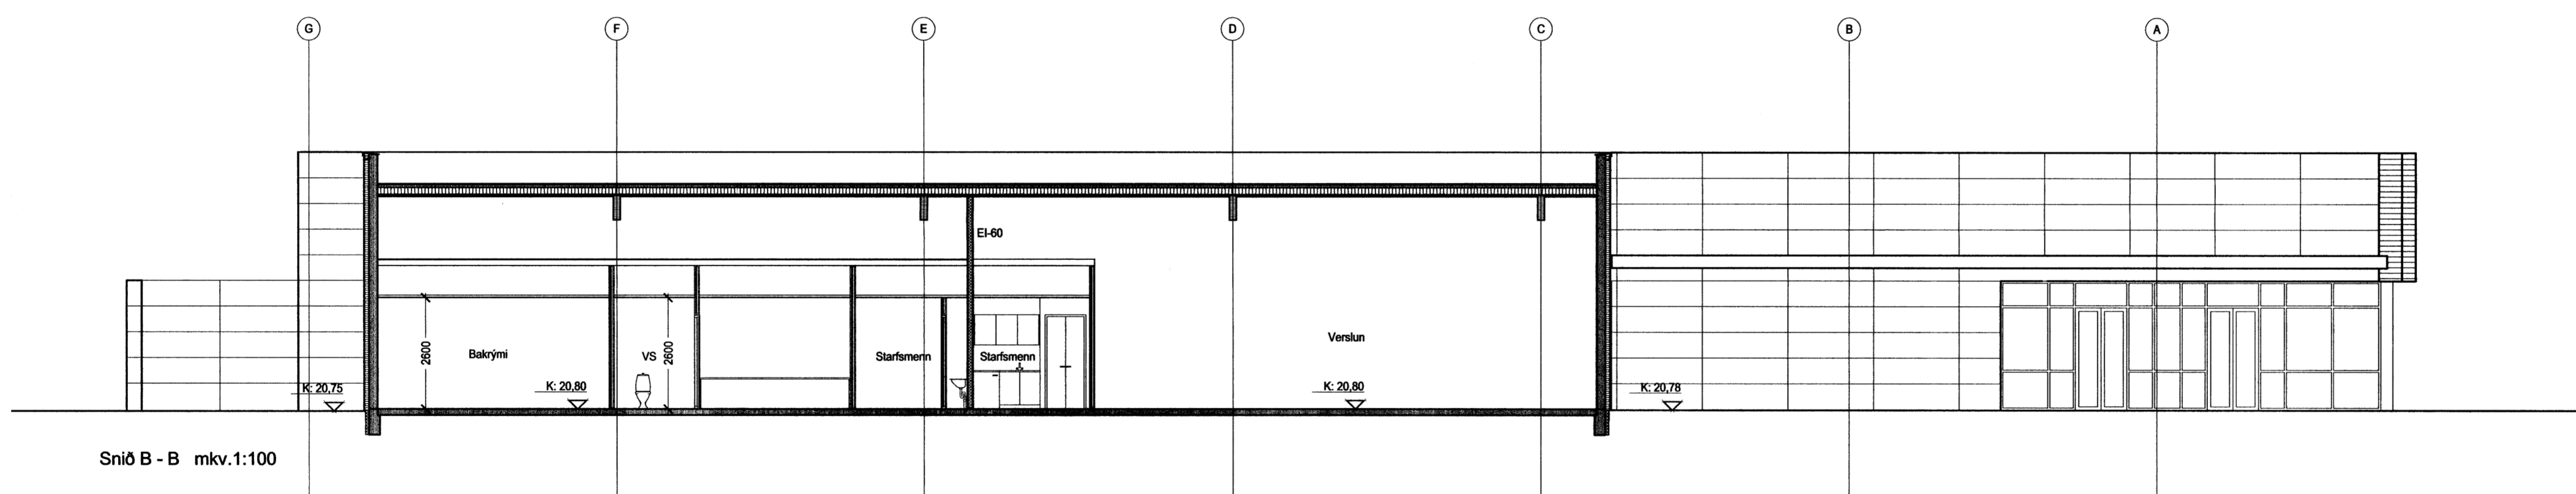 G F E D C B A
EI-60
2600
Bakrými
VS
2600
Starfsmenn
Starfsmenn
Verslun
K: 20,75
K: 20,80
K: 20,80
K: 20,78
Snið B - B mkv.1:100